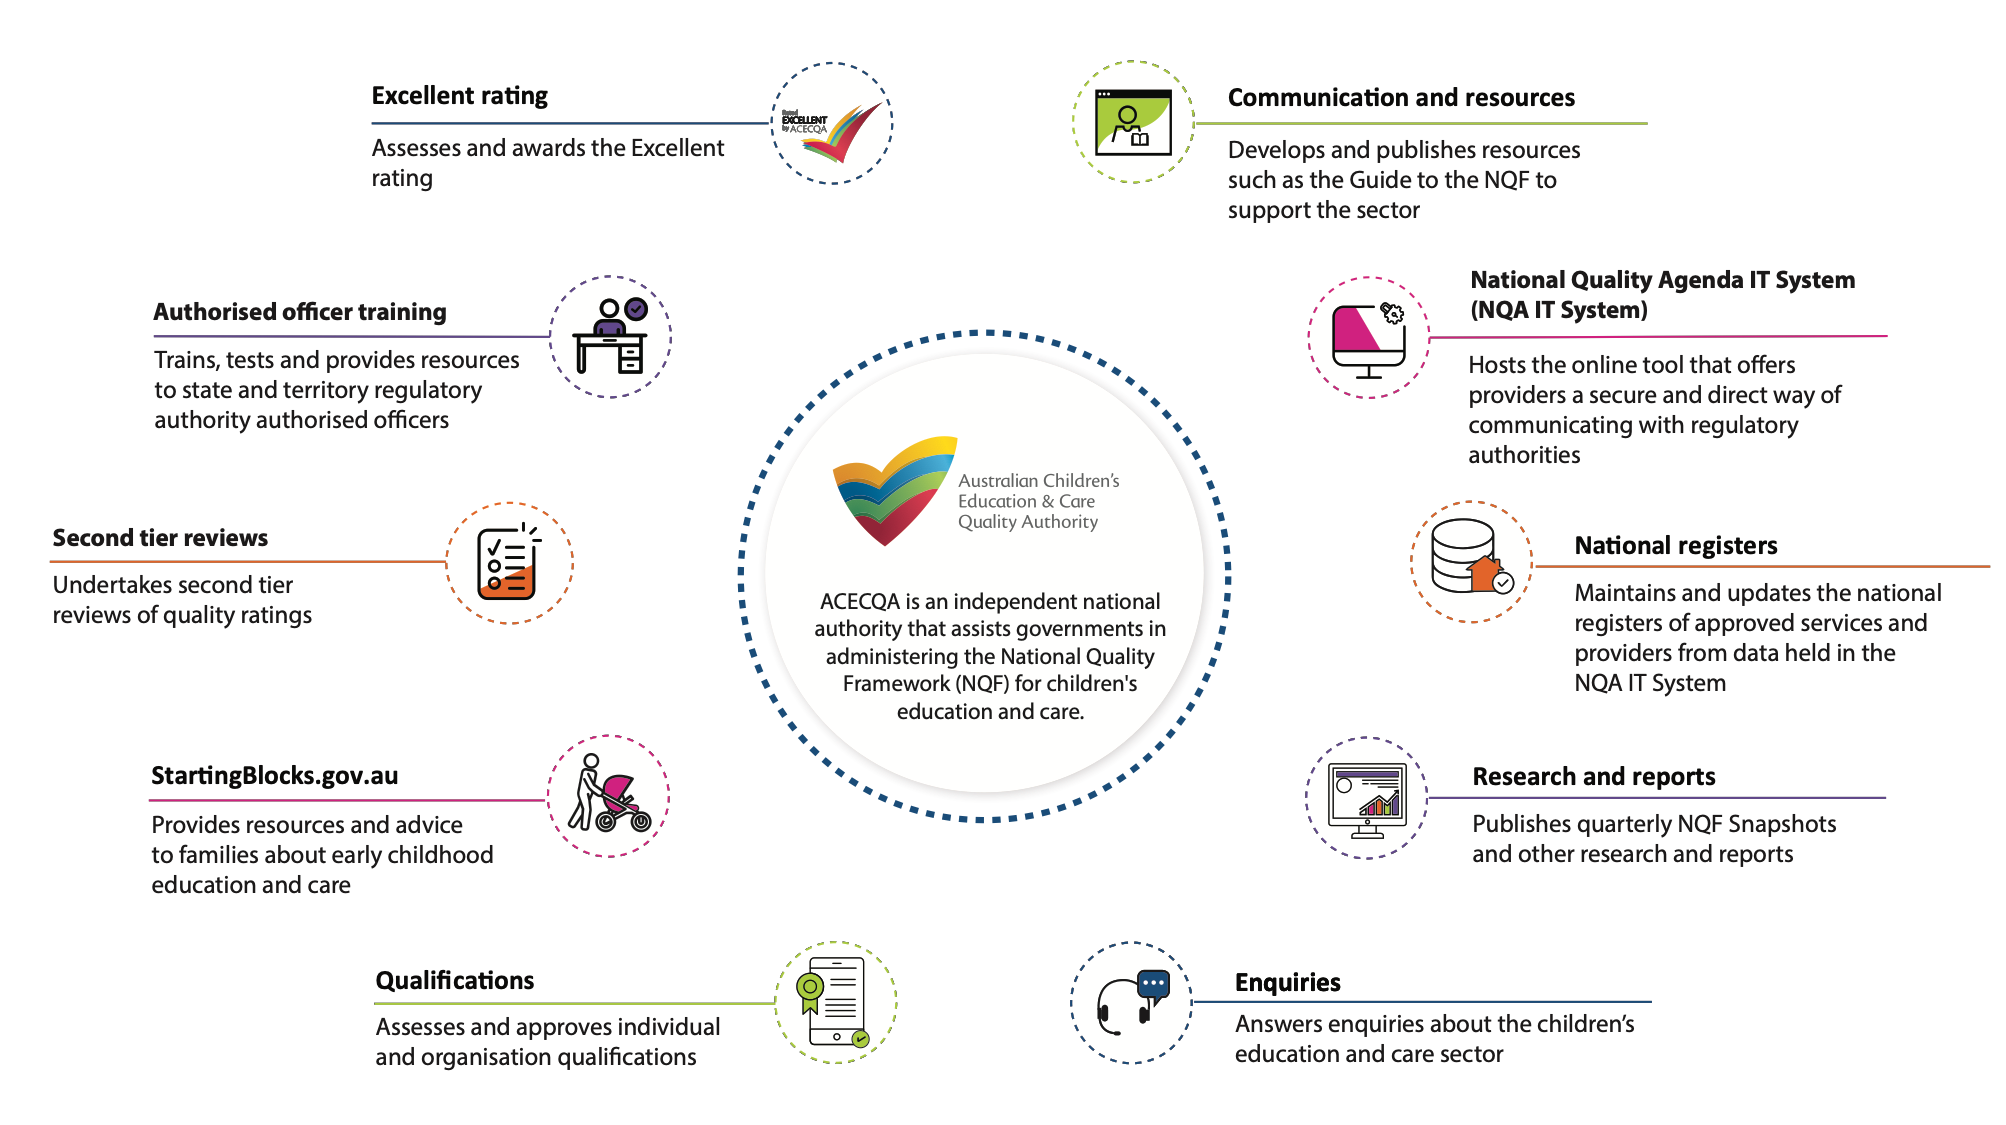 Excellent rating
Assesses and awards the Excellent
rating
Rated
EXCELLENT
by ACECQA
Communication and resources
Develops and publishes resources
such as the Guide to the NQF to
support the sector
Authorised officer training
Trains, tests and provides resources
to state and territory regulatory
authority authorised officers
National Quality Agenda IT System
(NQA IT System)
Hosts the online tool that offers
providers a secure and direct way of
communicating with regulatory
authorities
Australian Children’s
Education & Care
Quality Authority
ACECQA is an independent national
authority that assists governments in
administering the National Quality
Framework (NQF) for children's
education and care.
Second tier reviews
Undertakes second tier
reviews of quality ratings
National registers
Maintains and updates the national
registers of approved services and
providers from data held in the
NQA IT System
StartingBlocks.gov.au
Provides resources and advice
to families about early childhood
education and care
Research and reports
Publishes quarterly NQF Snapshots
and other research and reports
Qualifications
Assesses and approves individual
and organisation qualifications
Enquiries
Answers enquiries about the children’s
education and care sector